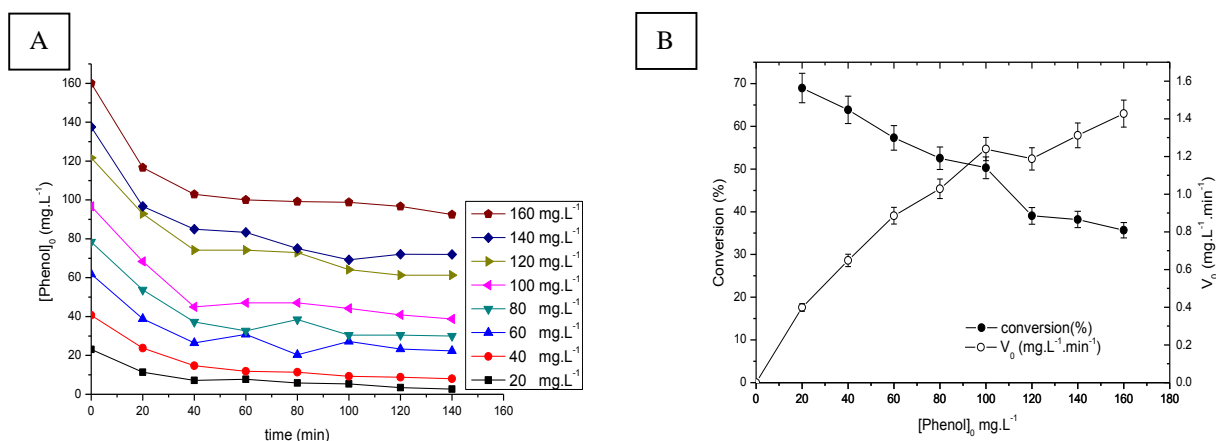 A
160
140
120
100
80
60
40
20
0
[Phenol]₀ (mg.L⁻¹)
0 20 40 60 80 100 120 140 160
time (min)
160 mg.L⁻¹
140 mg.L⁻¹
120 mg.L⁻¹
100 mg.L⁻¹
80 mg.L⁻¹
60 mg.L⁻¹
40 mg.L⁻¹
20 mg.L⁻¹
B
70
60
50
40
30
20
10
0
Conversion (%)
0 20 40 60 80 100 120 140 160 180
[Phenol]₀ mg.L⁻¹
conversion(%)
V₀ (mg.L⁻¹.min⁻¹)
1.6
1.4
1.2
1.0
0.8
0.6
0.4
0.2
0.0
V₀ (mg.L⁻¹.min⁻¹)